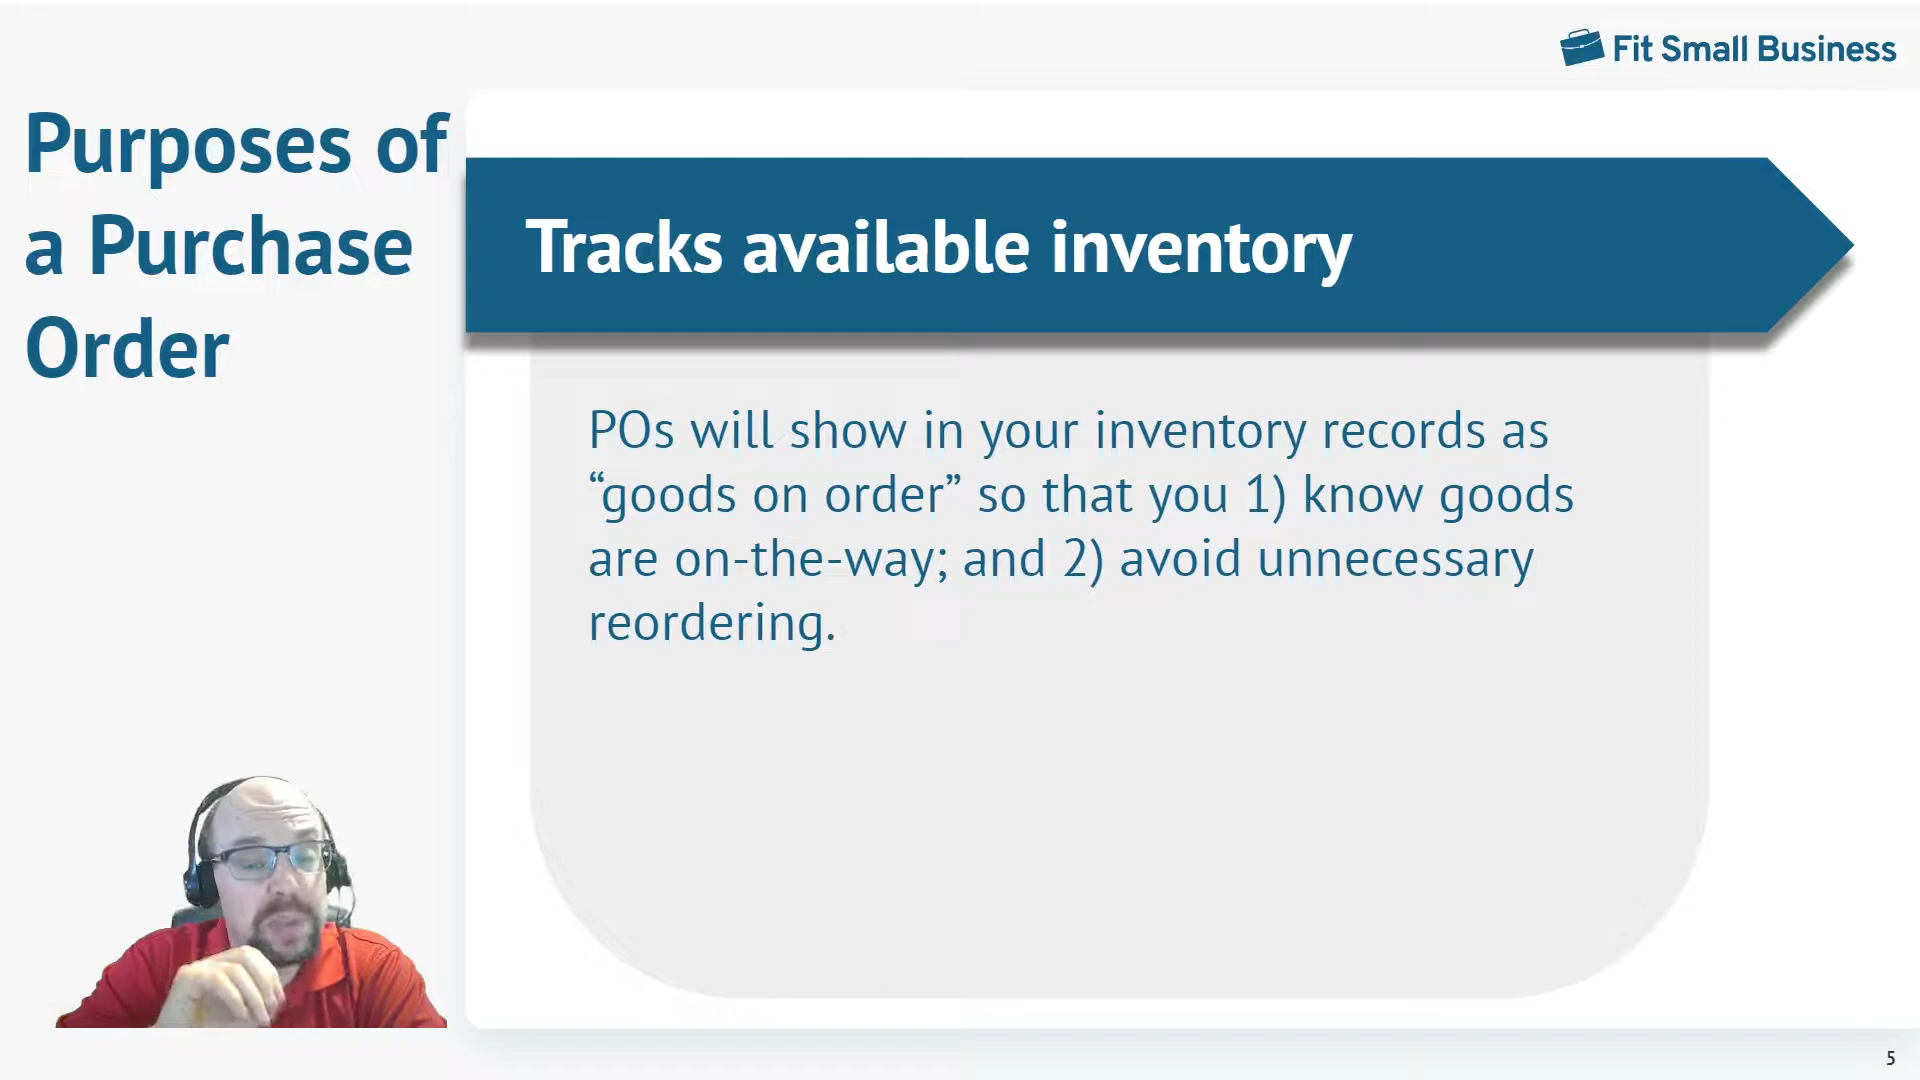 Fit Small Business
Purposes of
a Purchase
Order
Tracks available inventory
POs will show in your inventory records as
“goods on order” so that you 1) know goods
are on-the-way; and 2) avoid unnecessary
reordering.
5